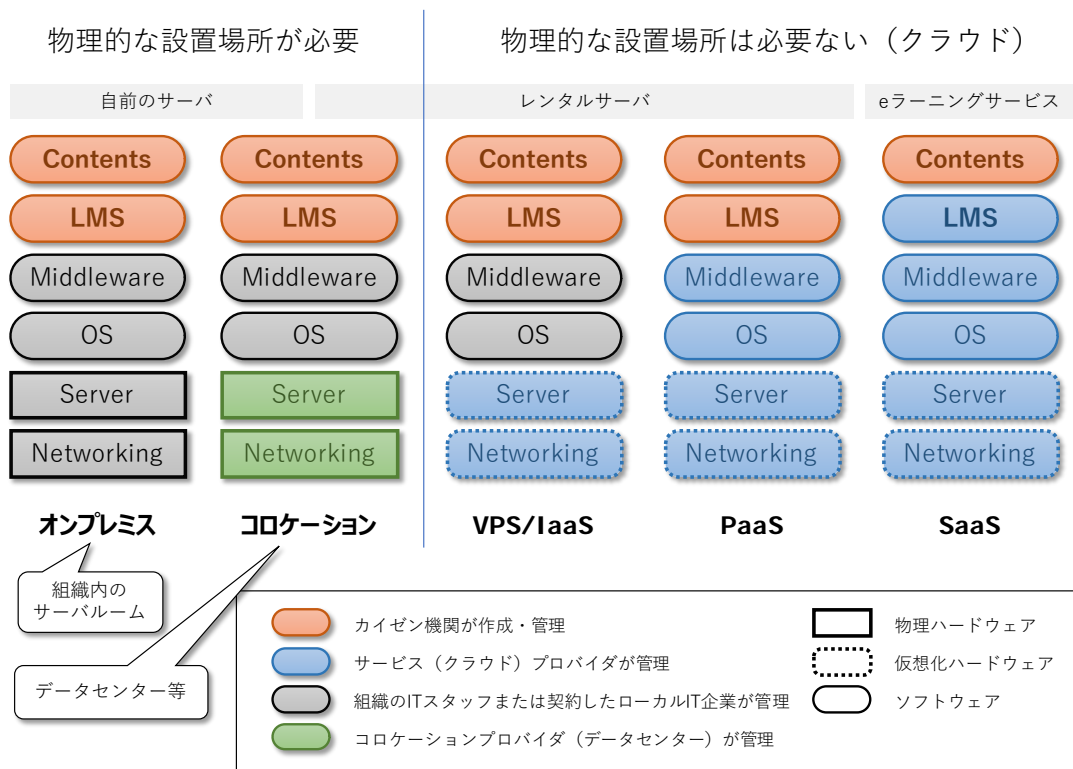 物理的な設置場所が必要
物理的な設置場所は必要ない（クラウド）
自前のサーバ
レンタルサーバ
eラーニングサービス
Contents
Contents
Contents
Contents
Contents
LMS
LMS
LMS
LMS
LMS
Middleware
Middleware
Middleware
Middleware
Middleware
OS
OS
OS
OS
OS
Server
Server
Server
Server
Server
Networking
Networking
Networking
Networking
Networking
オンプレミス
コロケーション
VPS/IaaS
PaaS
SaaS
組織内の
サーバルーム
データセンター等
カイゼン機関が作成・管理
サービス（クラウド）プロバイダが管理
組織のITスタッフまたは契約したローカルIT企業が管理
コロケーションプロバイダ（データセンター）が管理
物理ハードウェア
仮想化ハードウェア
ソフトウェア